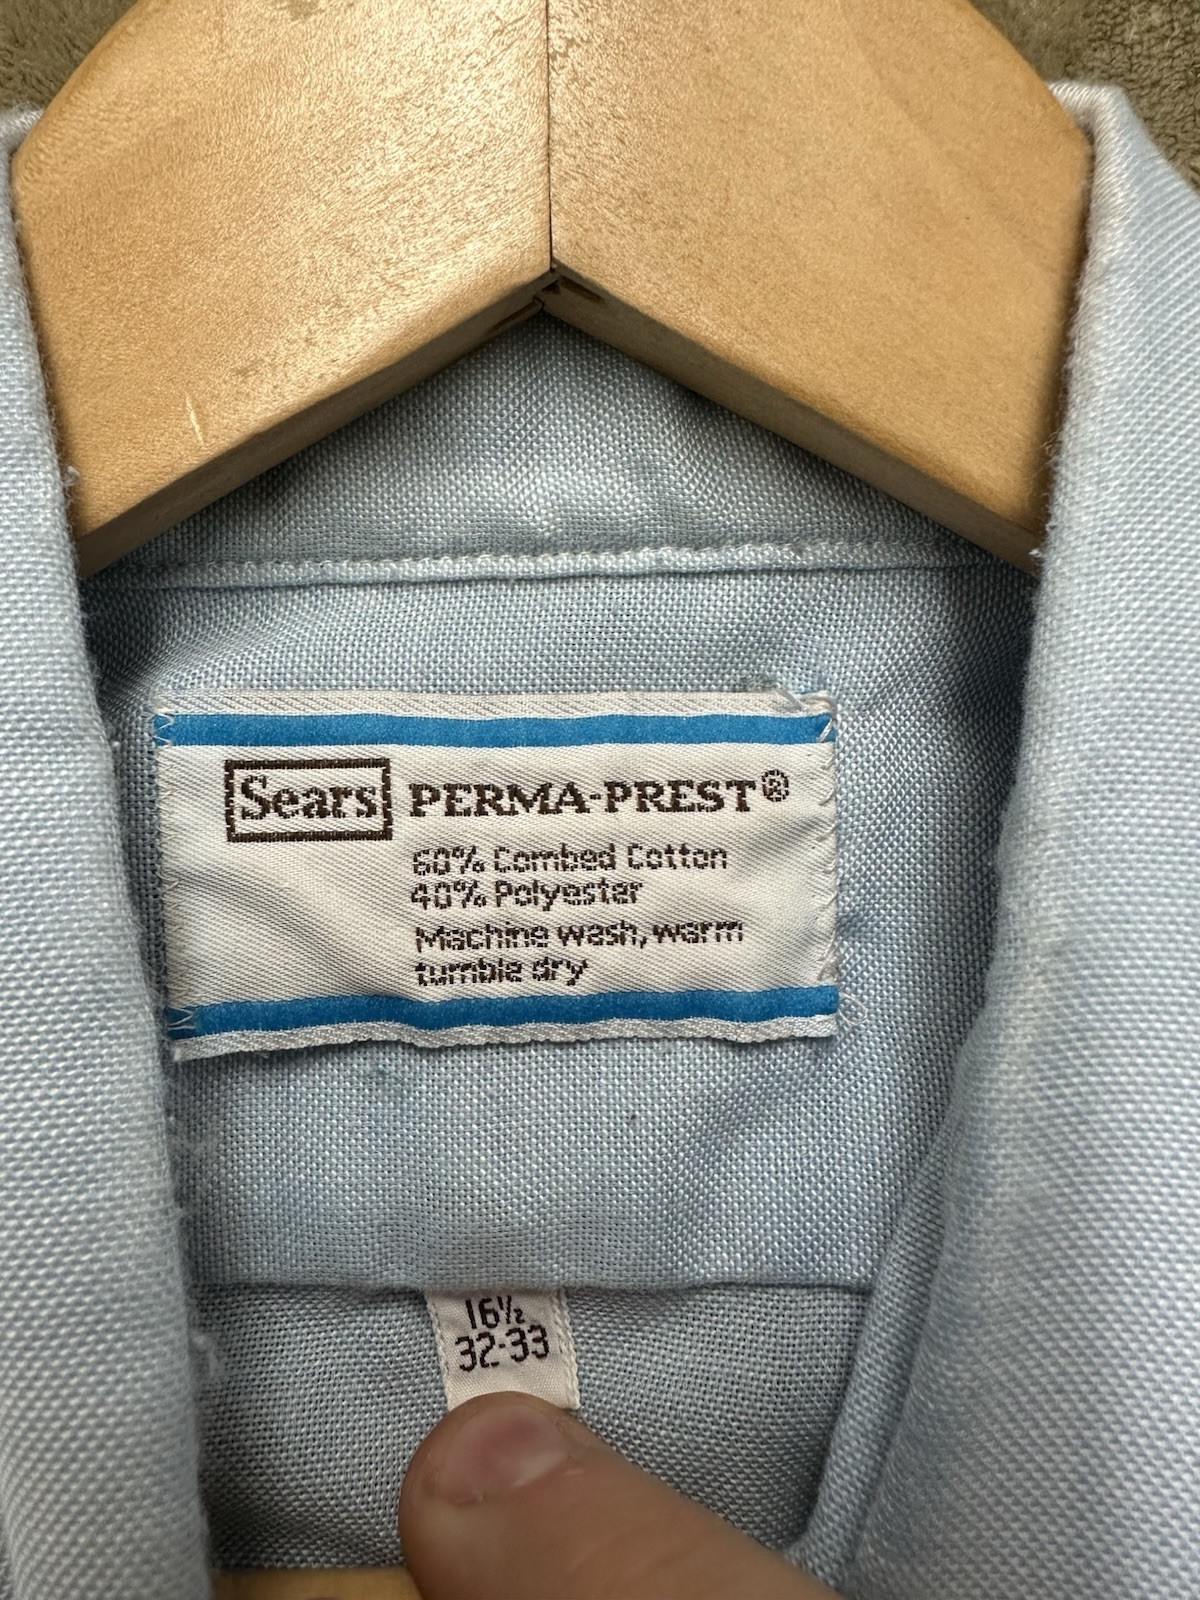 Sears PERMA-PREST®
60% Combed Cotton
40% Polyester
Machine wash, warm
tumble dry
16½
32-33